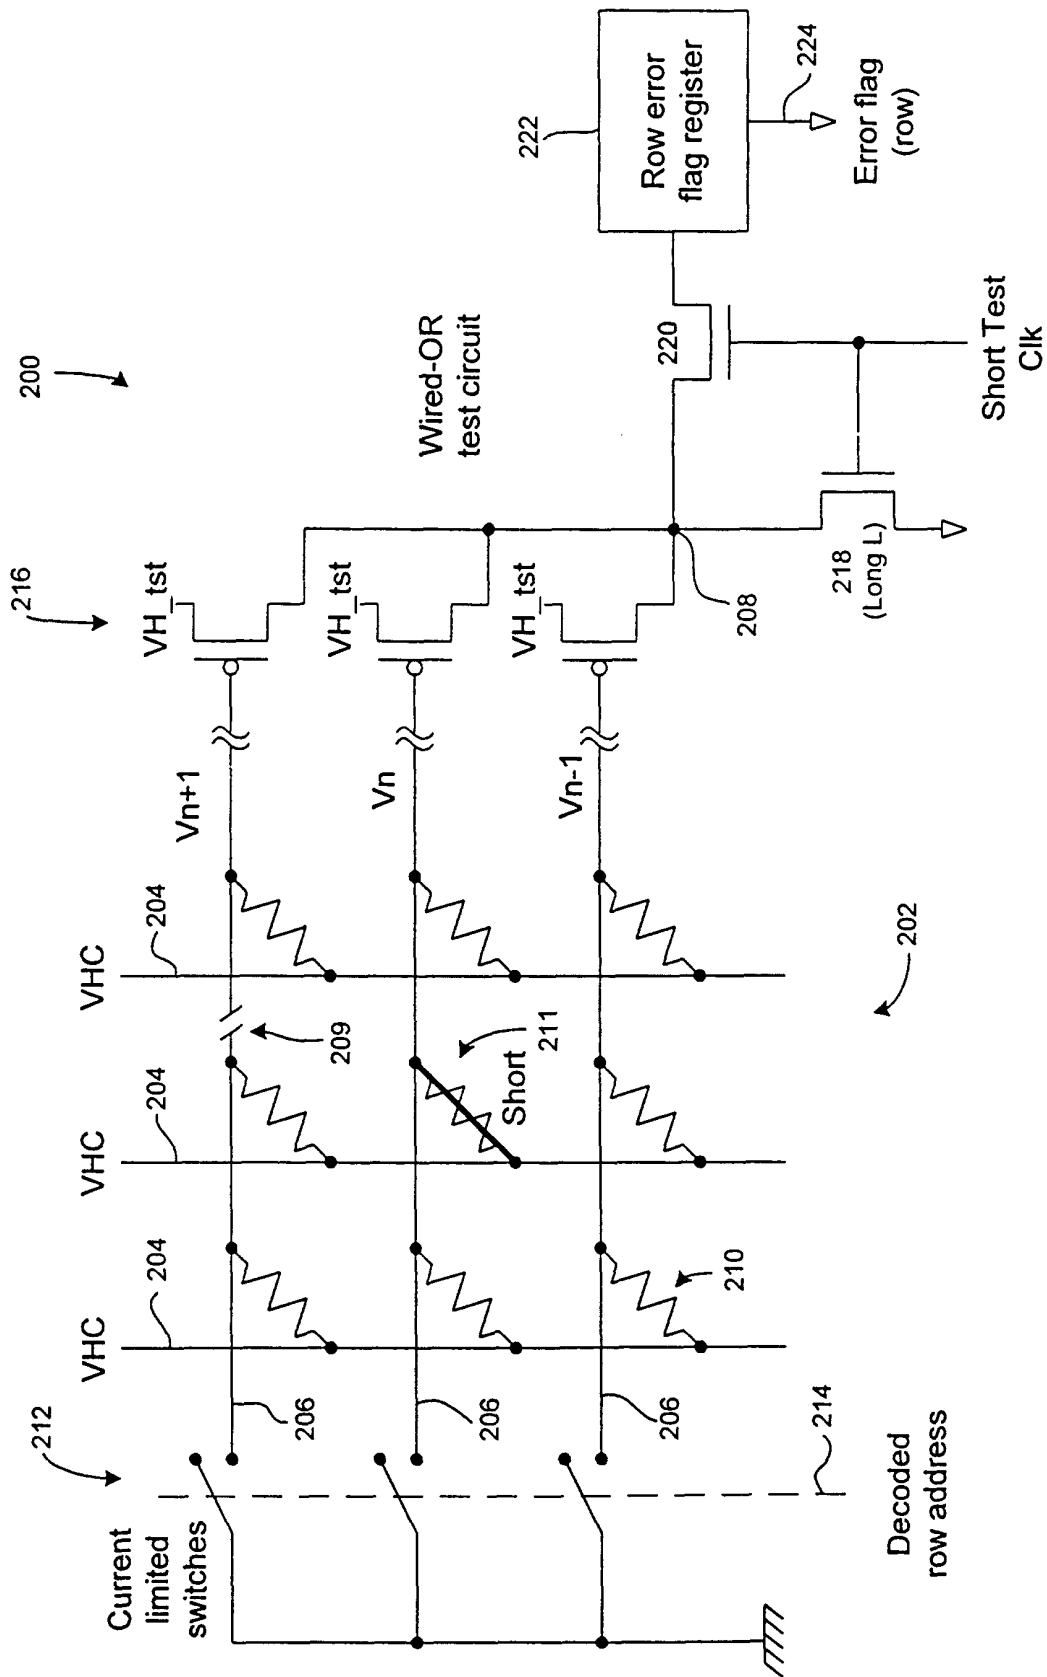 200
216
212
Current
limited
switches
VHC
204
VHC
204
VHC
204
206
206
206
209
Short
211
210
214
Decoded
row address
202
Vn+1
Vn
Vn-1
VH_tst
VH_tst
VH_tst
Wired-OR
test circuit
208
218
(Long L)
220
Short Test
Clk
222
Row error
flag register
224
Error flag
(row)